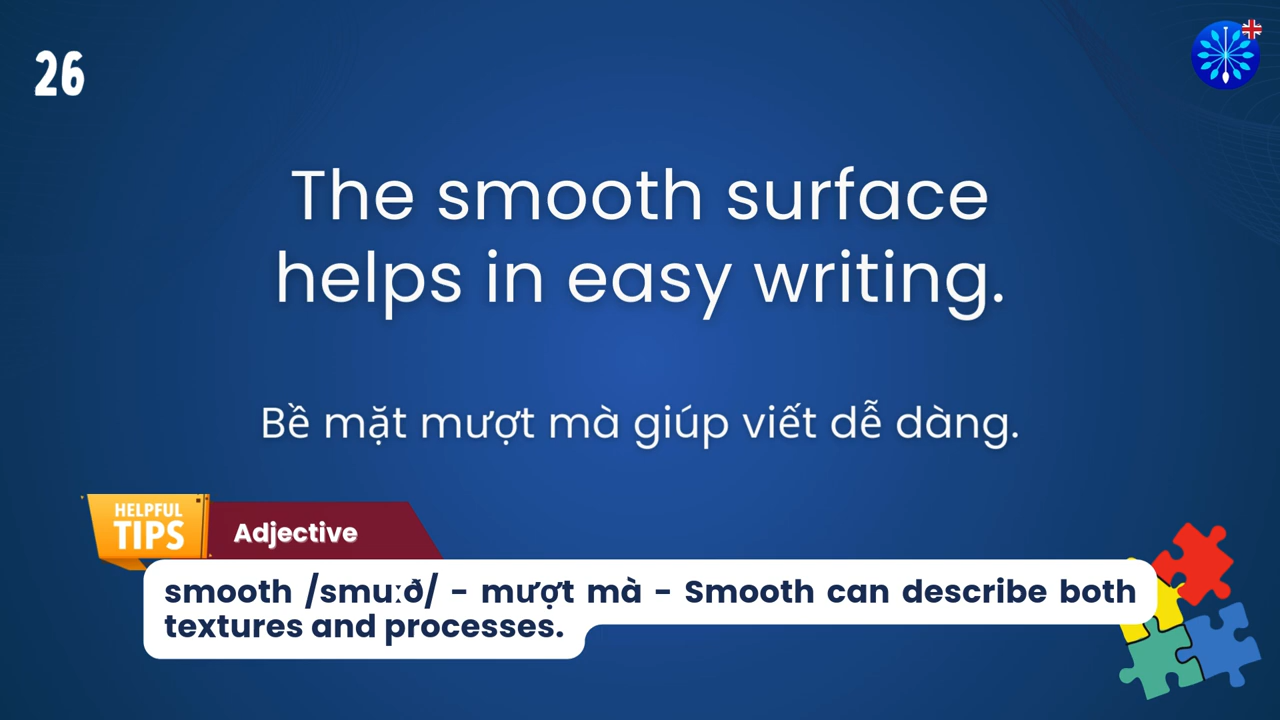 26
The smooth surface
helps in easy writing.
Bề mặt mượt mà giúp viết dễ dàng.
HELPFUL
TIPS
Adjective
smooth /smuːð/ - mượt mà - Smooth can describe both
textures and processes.